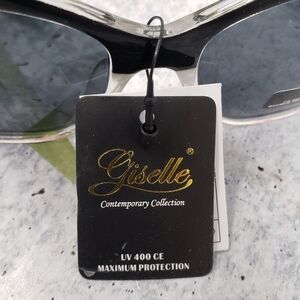 Giselle®
Contemporary Collection
UV 400 CE
MAXIMUM PROTECTION